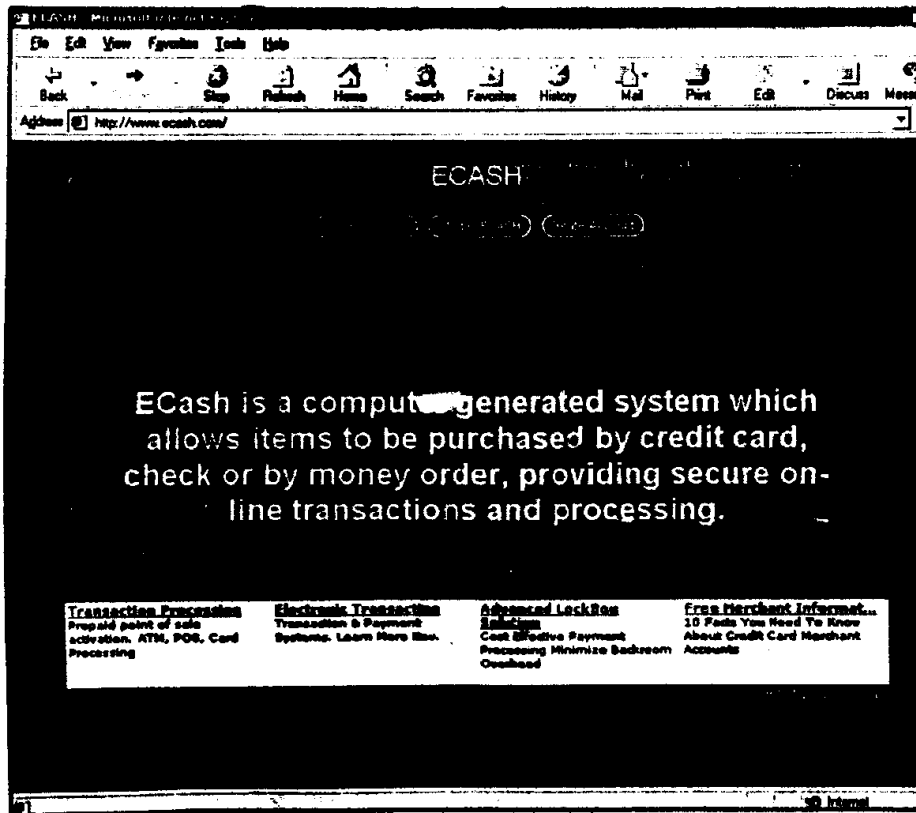 ECASH Microsoft Internet
File Edit View Favorites Tools Help
Back Stop Refresh Home Search Favorites History Mail Print Edit Discuss
Address http://www.ecash.com/
ECASH
ECash is a computer generated system which
allows items to be purchased by credit card,
check or by money order, providing secure on-
line transactions and processing.
Transaction Processing
Prepaid point of sale
activation. ATM, POS, Card
Processing
Electronic Transaction
Transaction & Payment
Systems. Learn More Now.
Advanced LockBox
Solution
Cost Effective Payment
Processing Minimize Backroom
Overhead
Free Merchant Informat...
10 Facts You Need To Know
About Credit Card Merchant
Accounts
Internet